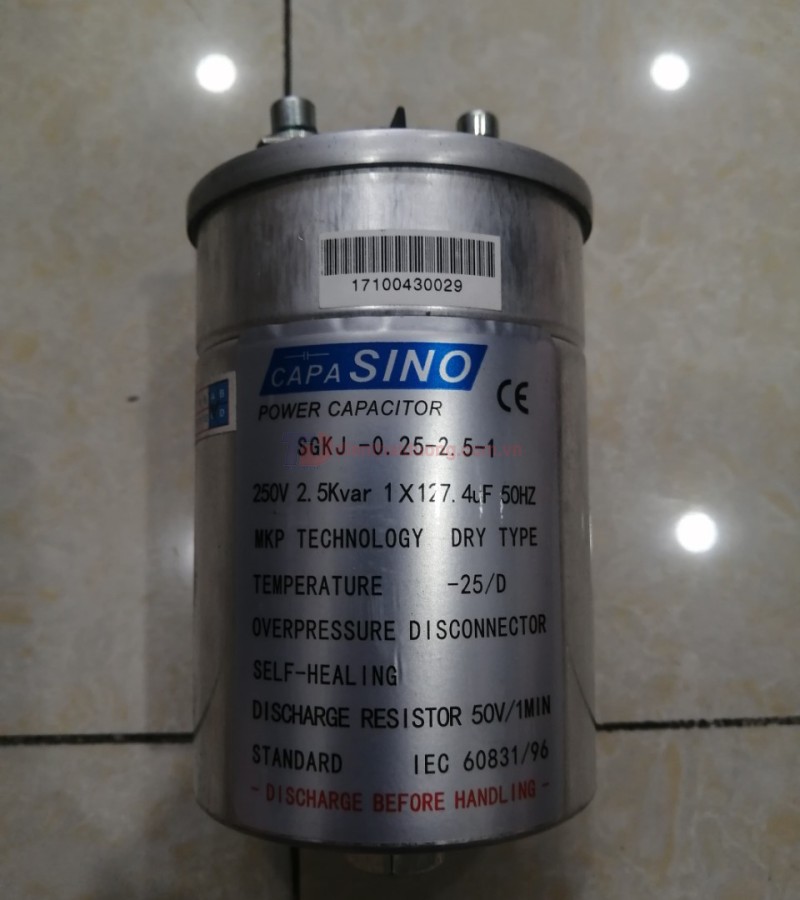 17100430029
CAPA SINO
POWER CAPACITOR
CE
SGKJ -0.25-2.5-1
250V 2.5Kvar 1X127.4uF 50HZ
MKP TECHNOLOGY DRY TYPE
TEMPERATURE -25/D
OVERPRESSURE DISCONNECTOR
SELF-HEALING
DISCHARGE RESISTOR 50V/1MIN
STANDARD IEC 60831/96
- DISCHARGE BEFORE HANDLING -